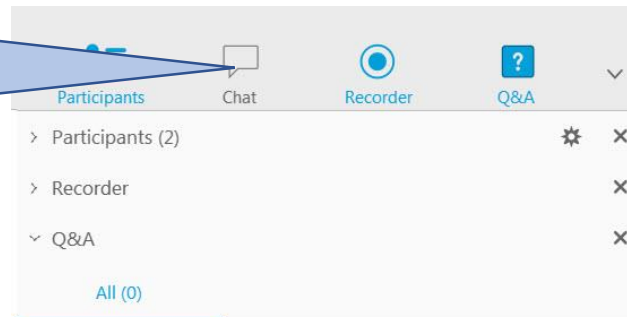 Participants Chat Recorder Q&A
Participants (2)
Recorder
Q&A
All (0)